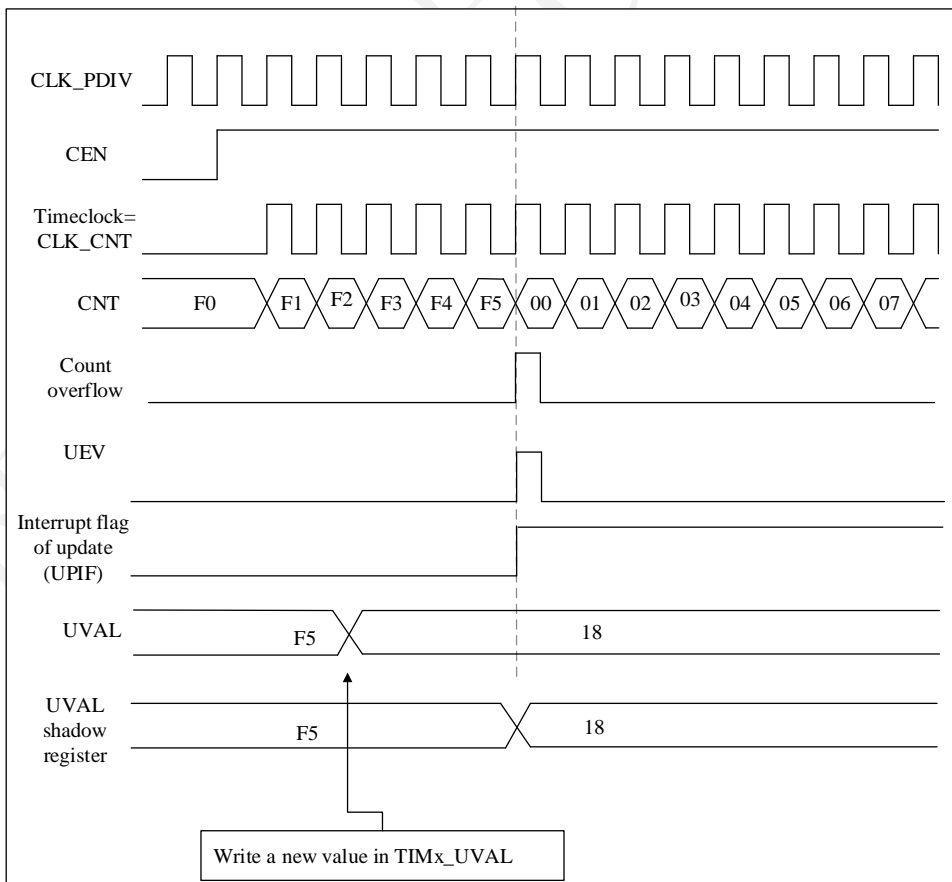 CLK_PDIV
CEN
Timeclock=
CLK_CNT
CNT
F0 F1 F2 F3 F4 F5 00 01 02 03 04 05 06 07
Count
overflow
UEV
Interrupt flag
of update
(UPIF)
UVAL
F5 18
UVAL
shadow
register
F5 18
Write a new value in TIMx_UVAL